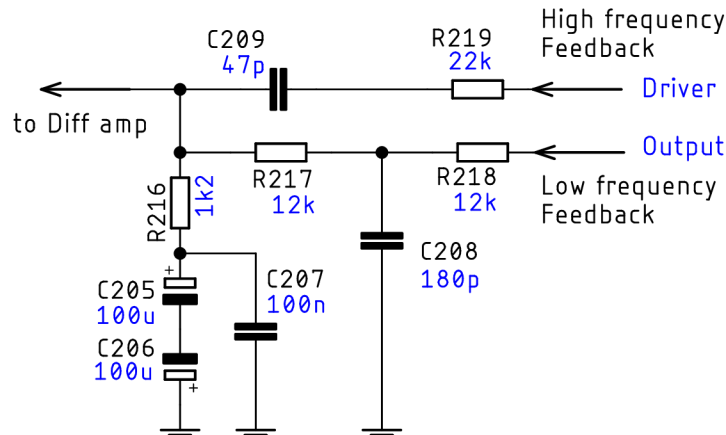 High frequency
Feedback
C209
47p
R219
22k
Driver
to Diff amp
Output
R217
12k
R218
12k
Low frequency
Feedback
R216
1k2
+
C205
100u
C207
100n
C208
180p
C206
100u
+